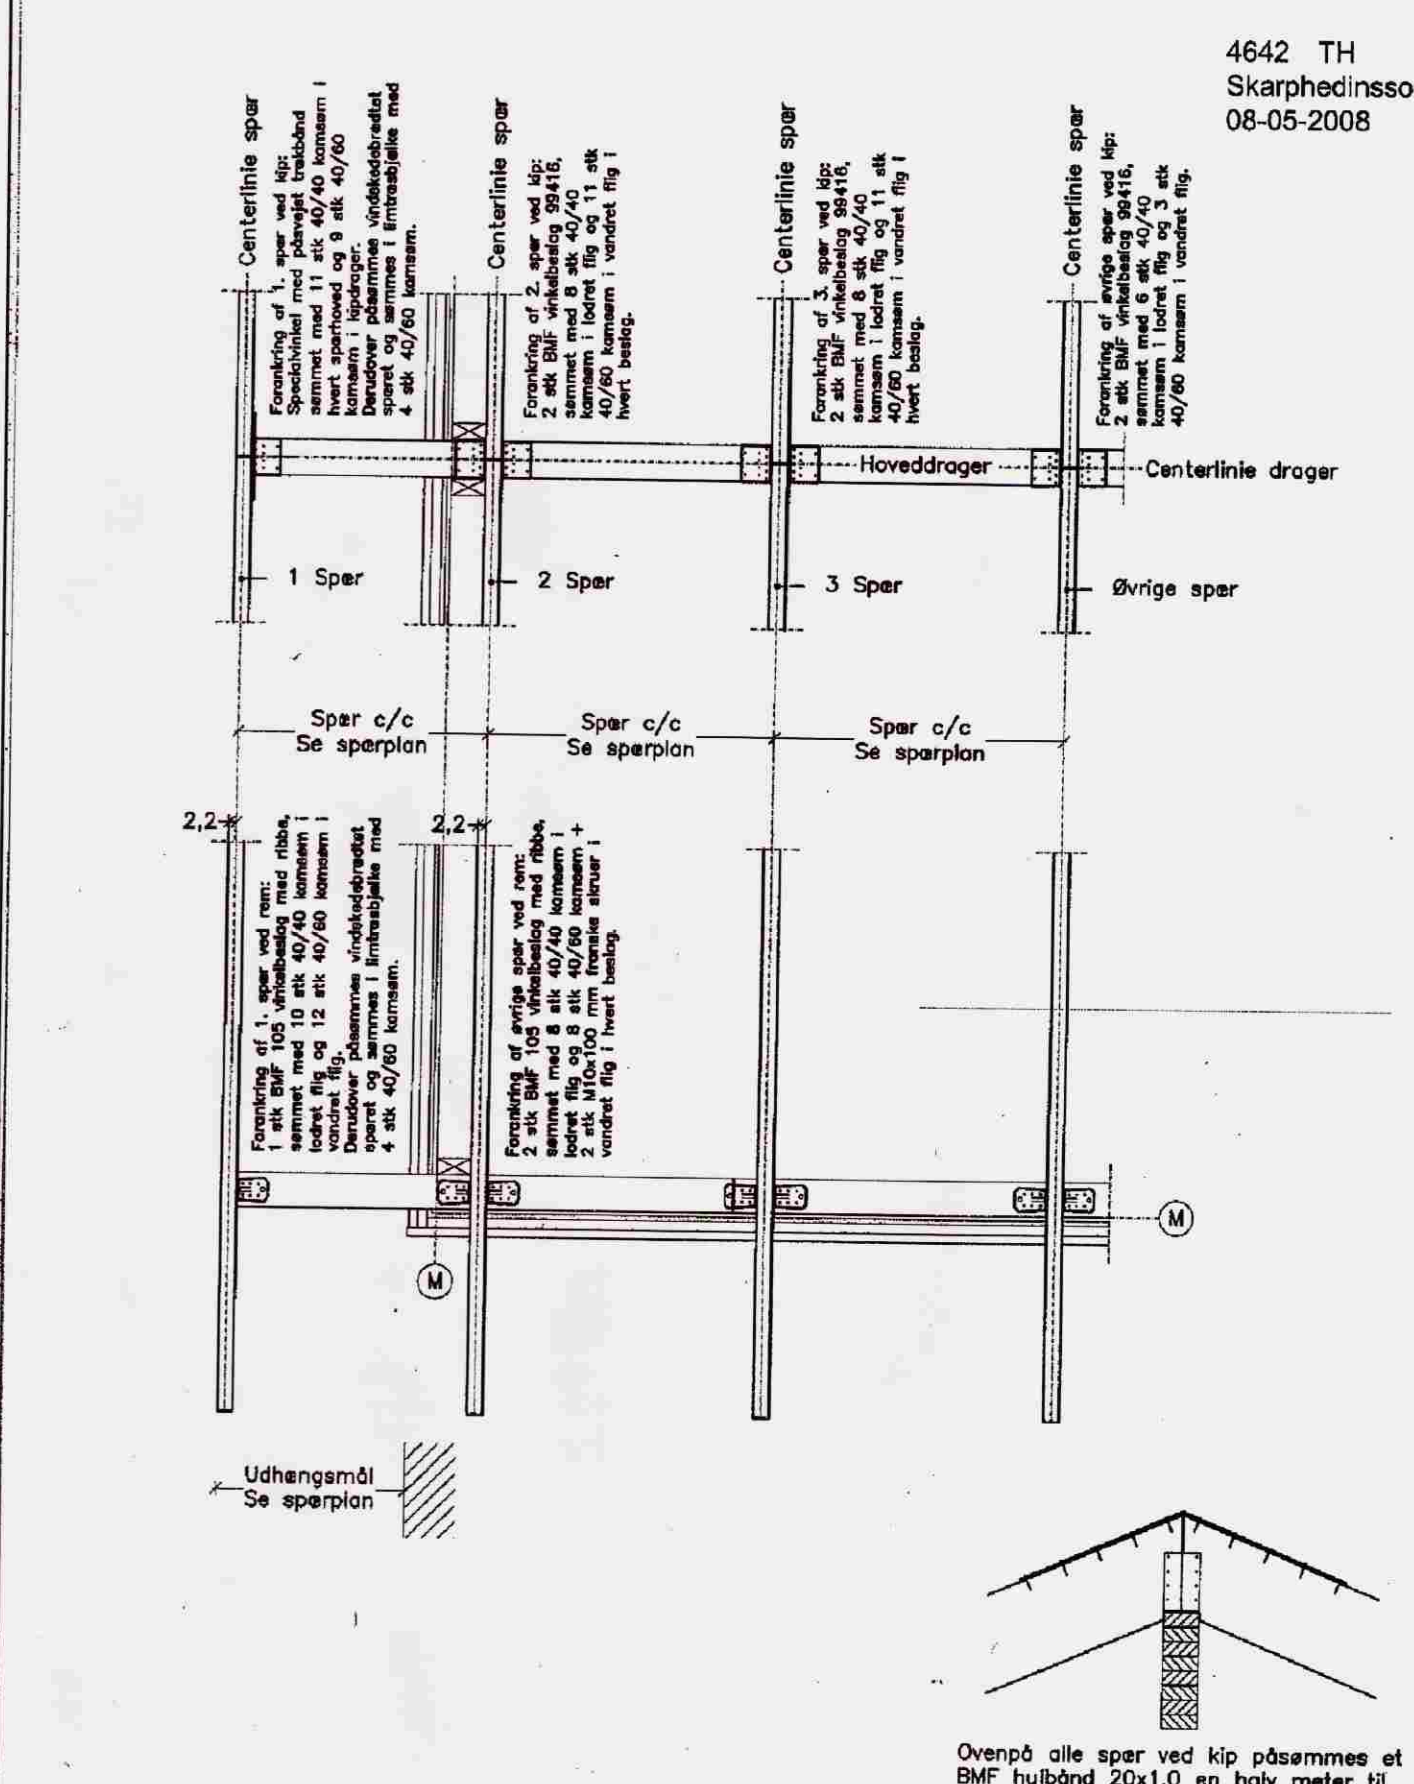 4642 TH
Skarphedinsso
08-05-2008
Centerlinie spær
Forankring af 1. spær ved kip:
Specialvinkel med påsvejst trækbånd
sømmet med 11 stk 40/40 kamsøm i
hvert spærhoved og 9 stk 40/60
kamsøm i kipdrager.
Derudover påsømmes vindskedebrædtet
spæret og sømmes i limtræsbjælke med
4 stk 40/60 kamsøm.
Centerlinie spær
Forankring af 2. spær ved kip:
2 stk BMF vinkelbeslag 99416,
sømmet med 8 stk 40/40
kamsøm i lodret flig og 11 stk
40/60 kamsøm i vandret flig i
hvert beslag.
Centerlinie spær
Forankring af 3. spær ved kip:
2 stk BMF vinkelbeslag 99416,
sømmet med 8 stk 40/40
kamsøm i lodret flig og 11 stk
40/60 kamsøm i vandret flig i
hvert beslag.
Centerlinie spær
Forankring af øvrige spær ved kip:
2 stk BMF vinkelbeslag 99416,
sømmet med 6 stk 40/40
kamsøm i lodret flig og 3 stk
40/60 kamsøm i vandret flig.
Hoveddrager
Centerlinie drager
1 Spær
2 Spær
3 Spær
Øvrige spær
Spær c/c
Se spærplan
Spær c/c
Se spærplan
Spær c/c
Se spærplan
2,2
2,2
Forankring af 1. spær ved rem:
1 stk BMF 105 vinkelbeslag med ribbe,
sømmet med 10 stk 40/40 kamsøm i
lodret flig og 12 stk 40/60 kamsøm i
vandret flig.
Derudover påsømmes vindskedebrædtet
spæret og sømmes i limtræsbjælke med
4 stk 40/60 kamsøm.
Forankring af øvrige spær ved rem:
2 stk BMF 105 vinkelbeslag med ribbe,
sømmet med 8 stk 40/40 kamsøm i
lodret flig og 8 stk 40/60 kamsøm +
2 stk M10x100 mm franske skruer i
vandret flig i hvert beslag.
M
M
Udhængsmål
Se spærplan
Ovenpå alle spær ved kip påsømmes et
BMF hulbånd 20x1,0 en halv meter til